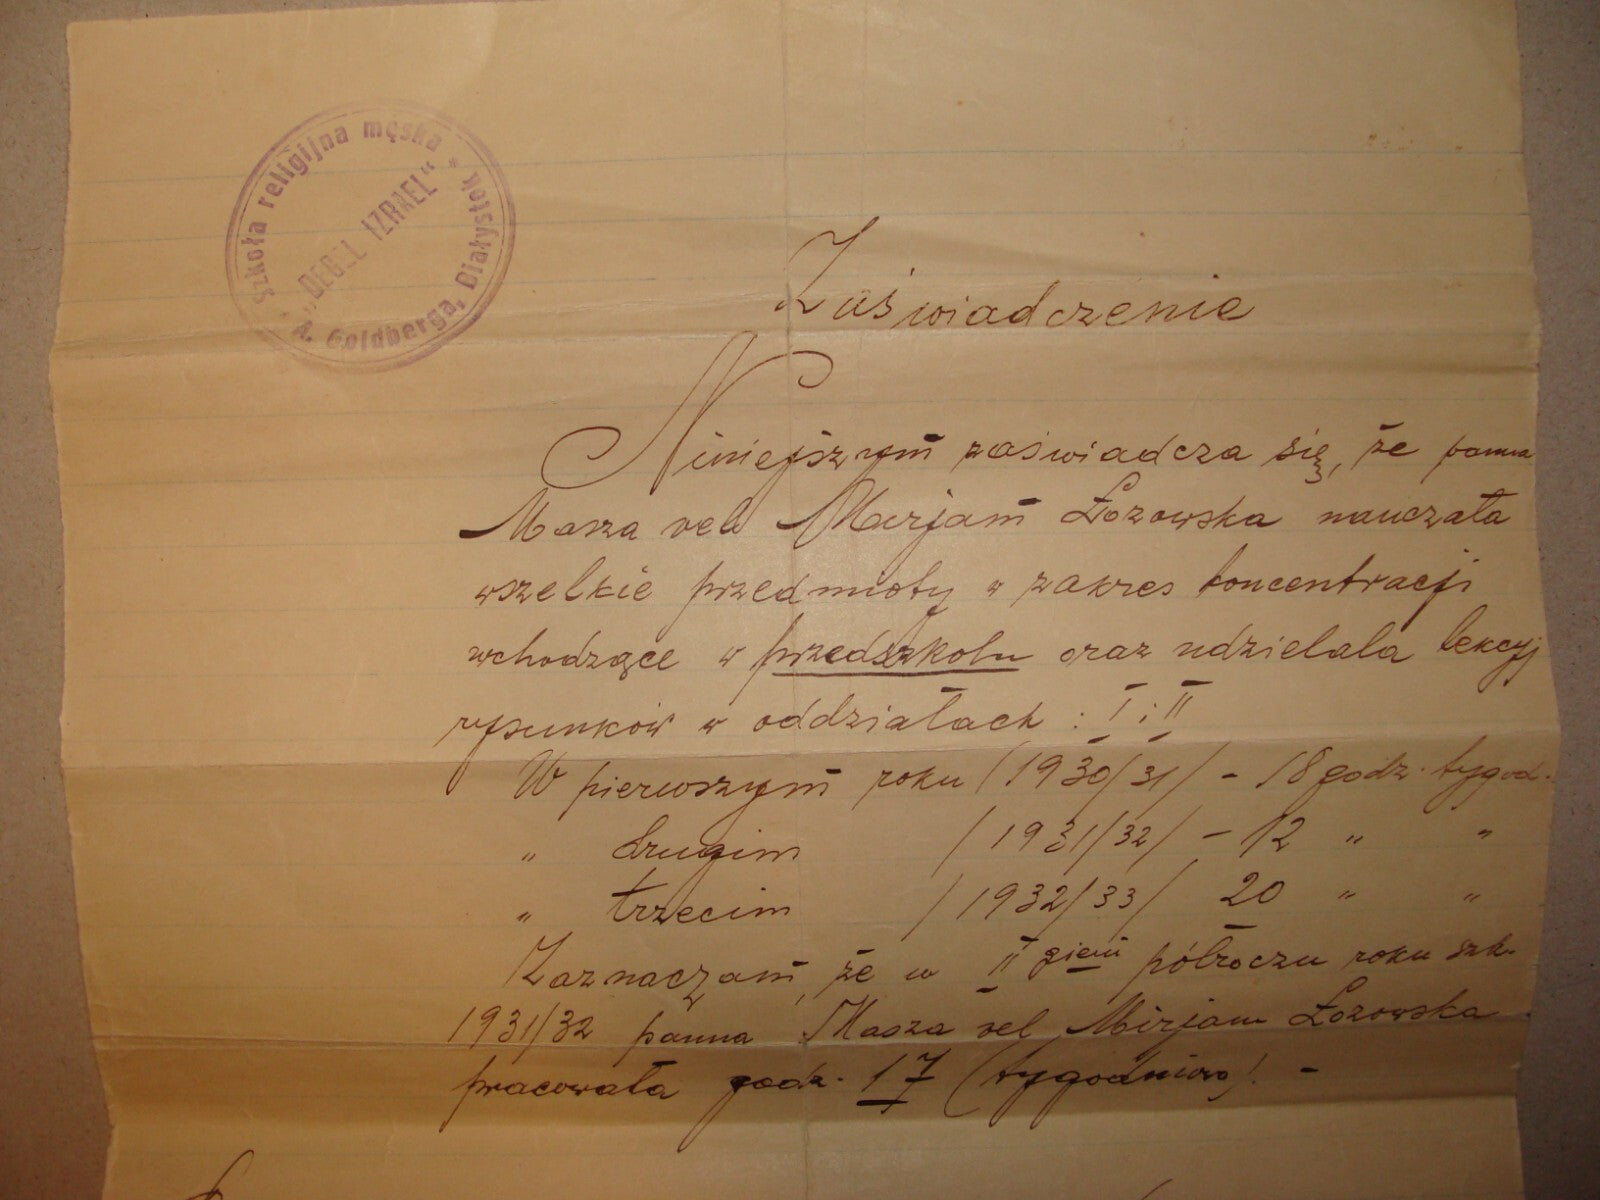 Szkoła religijna męska * „DEGEL IZRAEL“ A. Goldberga, Białystok
Zaświadczenie
Niniejszym zaświadcza się, że panna
Masza vel Marjam Łozowska nauczała
wszelkie przedmioty w zakres koncentracji
wchodzące w przedszkolu oraz udzielala lekcyj
rysunków w oddziałach : I i II
W pierwszym roku /1930/31/ - 18 godz. tygod.
„ drugim /1931/32/ - 12 „ „
„ trzecim /1932/33/ 20 „ „
Zaznaczam, że w II giem półroczu roku szk.
1931/32 panna Masza vel Mirjam Łozowska
pracowała godz. 17 (tygodniowo). -